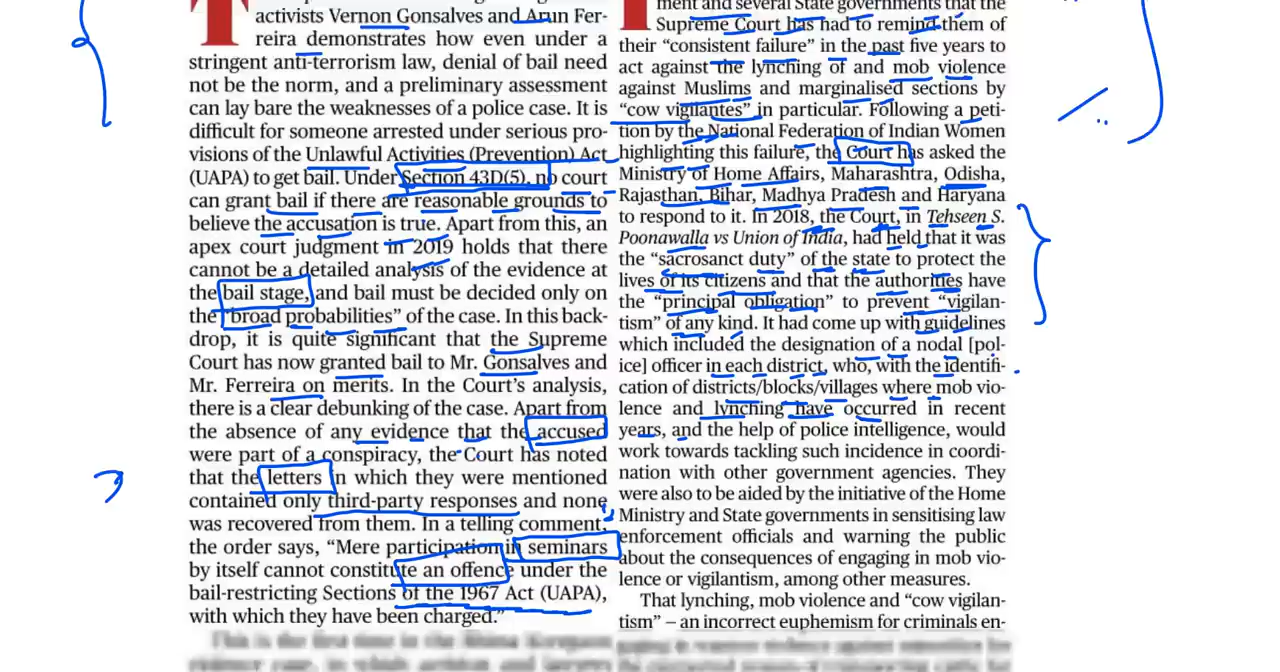 T
activists Vernon Gonsalves and Arun Fer-
reira demonstrates how even under a
stringent anti-terrorism law, denial of bail need
not be the norm, and a preliminary assessment
can lay bare the weaknesses of a police case. It is
difficult for someone arrested under serious pro-
visions of the Unlawful Activities (Prevention) Act
(UAPA) to get bail. Under Section 43D(5), no court
can grant bail if there are reasonable grounds to
believe the accusation is true. Apart from this, an
apex court judgment in 2019 holds that there
cannot be a detailed analysis of the evidence at
the bail stage, and bail must be decided only on
the “broad probabilities” of the case. In this back-
drop, it is quite significant that the Supreme
Court has now granted bail to Mr. Gonsalves and
Mr. Ferreira on merits. In the Court’s analysis,
there is a clear debunking of the case. Apart from
the absence of any evidence that the accused
were part of a conspiracy, the Court has noted
that the letters in which they were mentioned
contained only third-party responses and none
was recovered from them. In a telling comment,
the order says, “Mere participation in seminars
by itself cannot constitute an offence under the
bail-restricting Sections of the 1967 Act (UAPA),
with which they have been charged.”
ment and several State governments that the
Supreme Court has had to remind them of
their “consistent failure” in the past five years to
act against the lynching of and mob violence
against Muslims and marginalised sections by
“cow vigilantes” in particular. Following a peti-
tion by the National Federation of Indian Women
highlighting this failure, the Court has asked the
Ministry of Home Affairs, Maharashtra, Odisha,
Rajasthan, Bihar, Madhya Pradesh and Haryana
to respond to it. In 2018, the Court, in Tehseen S.
Poonawalla vs Union of India, had held that it was
the “sacrosanct duty” of the state to protect the
lives of its citizens and that the authorities have
the “principal obligation” to prevent “vigilan-
tism” of any kind. It had come up with guidelines
which included the designation of a nodal [pol-
ice] officer in each district, who, with the identifi-
cation of districts/blocks/villages where mob vio-
lence and lynching have occurred in recent
years, and the help of police intelligence, would
work towards tackling such incidence in coordi-
nation with other government agencies. They
were also to be aided by the initiative of the Home
Ministry and State governments in sensitising law
enforcement officials and warning the public
about the consequences of engaging in mob vio-
lence or vigilantism, among other measures.
That lynching, mob violence and “cow vigilan-
tism” – an incorrect euphemism for criminals en-